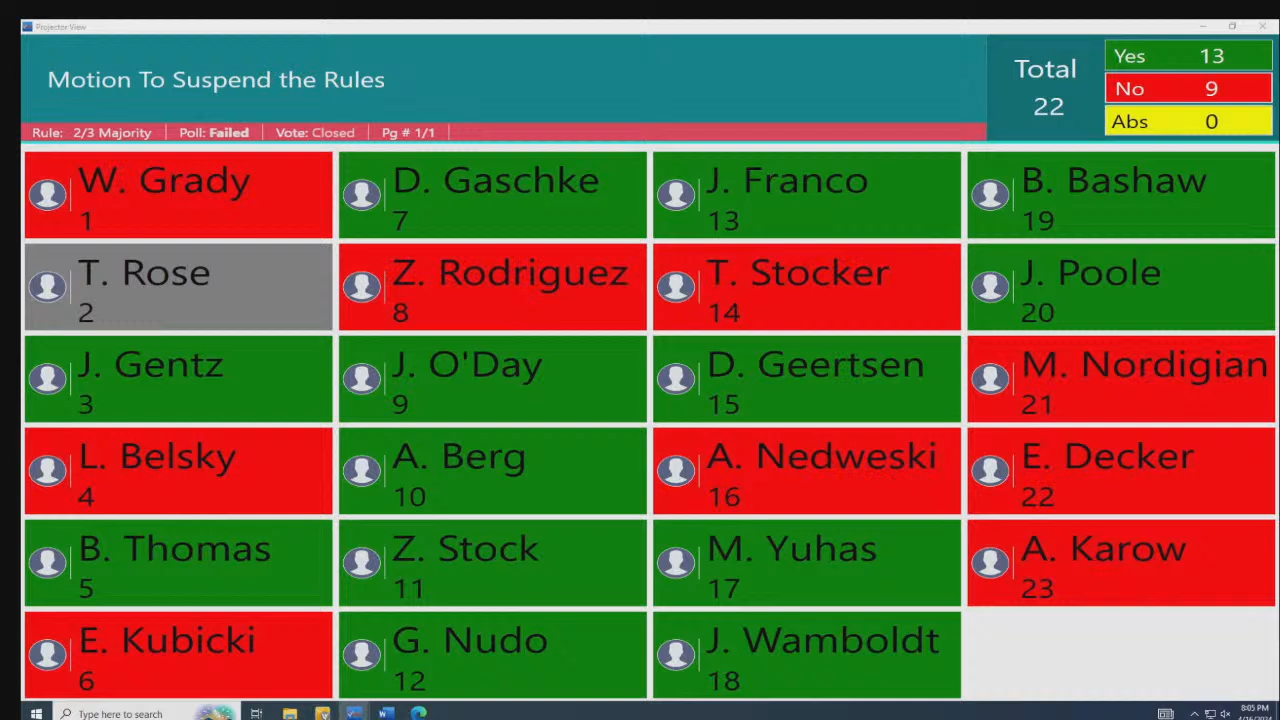 Projector View
Motion To Suspend the Rules
Total
22
Yes 13
No 9
Abs 0
Rule: 2/3 Majority Poll: Failed Vote: Closed Pg # 1/1
W. Grady
1
D. Gaschke
7
J. Franco
13
B. Bashaw
19
T. Rose
2
Z. Rodriguez
8
T. Stocker
14
J. Poole
20
J. Gentz
3
J. O'Day
9
D. Geertsen
15
M. Nordigian
21
L. Belsky
4
A. Berg
10
A. Nedweski
16
E. Decker
22
B. Thomas
5
Z. Stock
11
M. Yuhas
17
A. Karow
23
E. Kubicki
6
G. Nudo
12
J. Wamboldt
18
Type here to search
8:05 PM